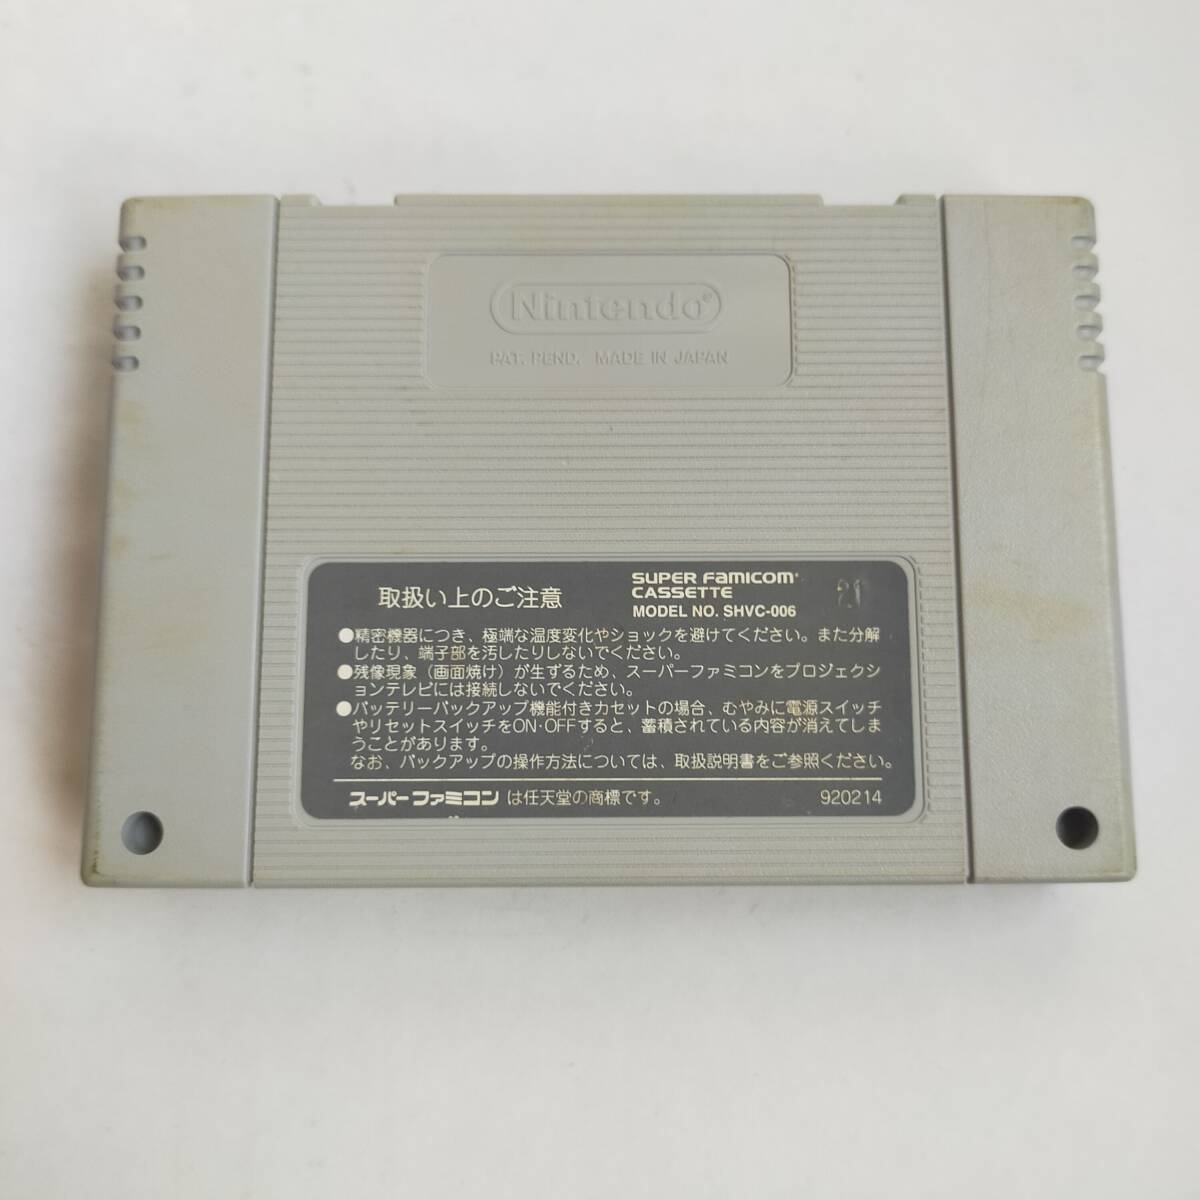 Nintendo®
PAT. PEND. MADE IN JAPAN
取扱い上のご注意
SUPER FAMICOM®
CASSETTE
MODEL NO. SHVC-006
21
●精密機器につき、極端な温度変化やショックを避けてください。また分解
したり、端子部を汚したりしないでください。
●残像現象（画面焼け）が生ずるため、スーパーファミコンをプロジェクシ
ョンテレビには接続しないでください。
●バッテリーバックアップ機能付きカセットの場合、むやみに電源スイッチ
やリセットスイッチをON·OFFすると、蓄積されている内容が消えてしま
うことがあります。
なお、バックアップの操作方法については、取扱説明書をご参照ください。
スーパーファミコン は任天堂の商標です。
920214